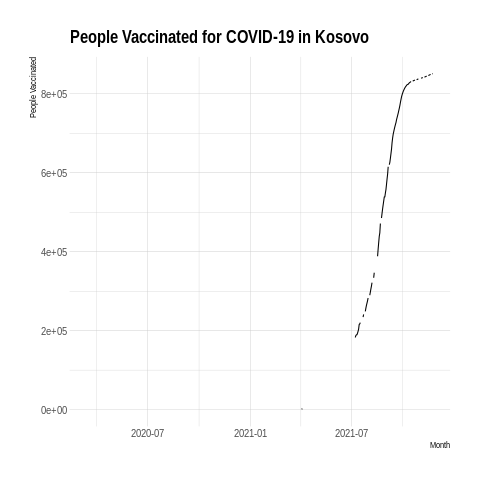 People Vaccinated for COVID-19 in Kosovo
People Vaccinated
8e+05
6e+05
4e+05
2e+05
0e+00
2020-07
2021-01
2021-07
Month